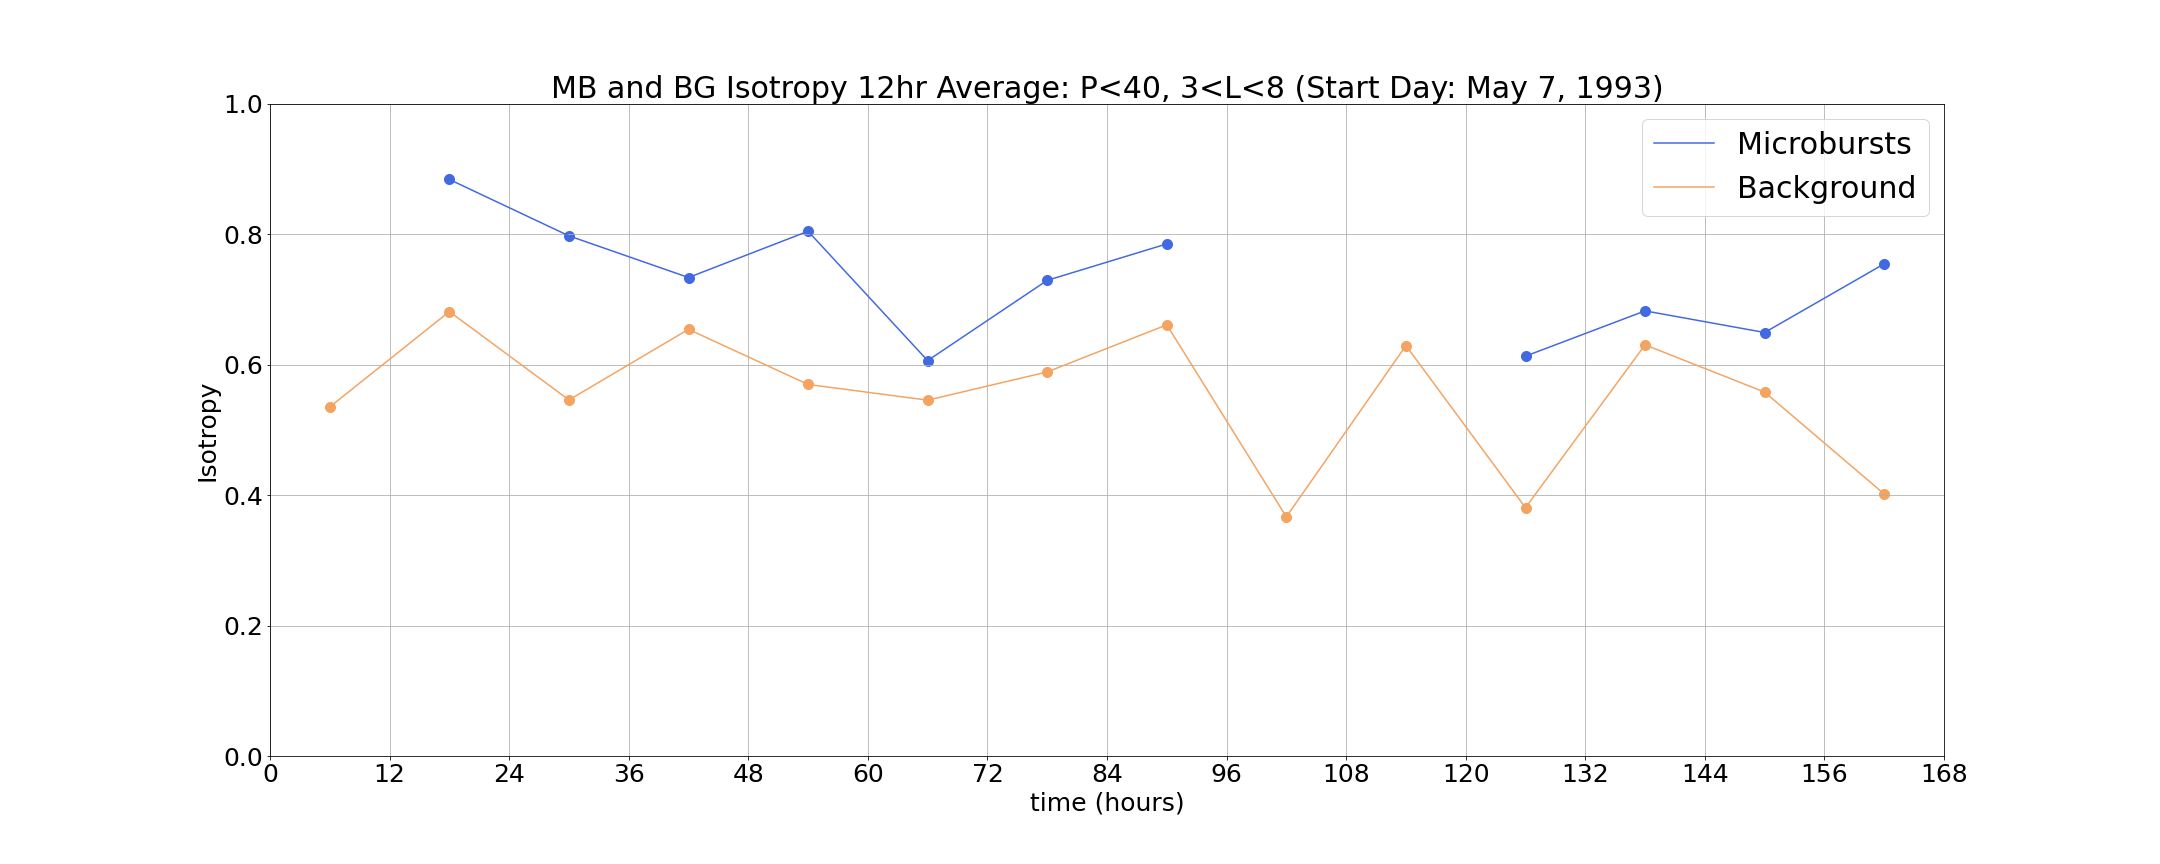 MB and BG Isotropy 12hr Average: P<40, 3<L<8 (Start Day: May 7, 1993)
Microbursts
Background
1.0
0.8
0.6
0.4
0.2
0.0
Isotropy
0 12 24 36 48 60 72 84 96 108 120 132 144 156 168
time (hours)